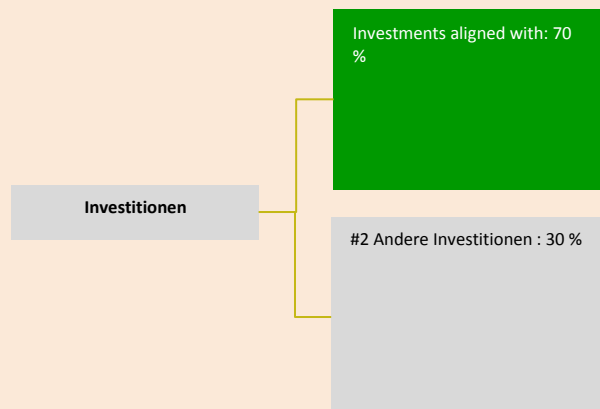 Investments aligned with: 70
%
Investitionen
#2 Andere Investitionen : 30 %